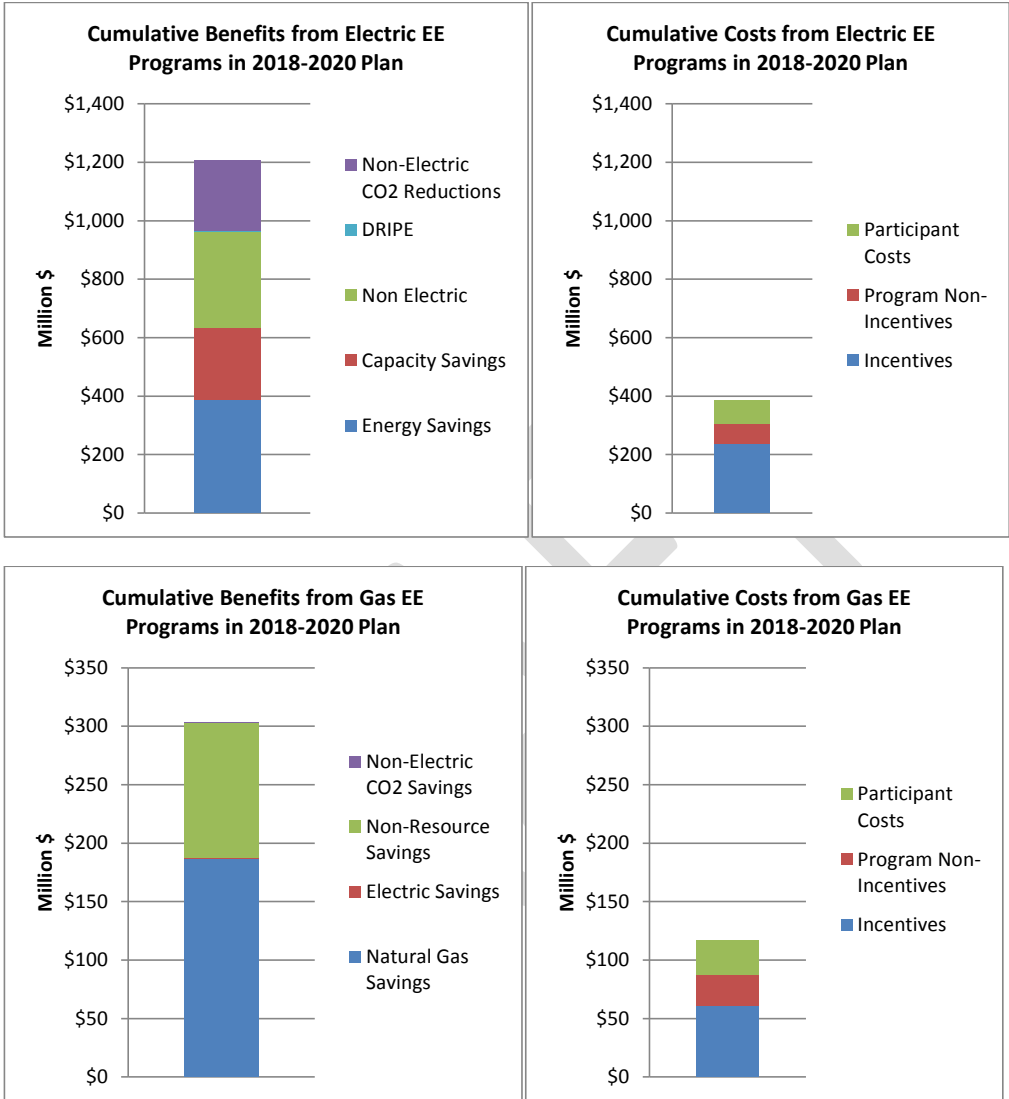 Cumulative Benefits from Electric EE
Programs in 2018-2020 Plan
Million $
$1,400
$1,200
$1,000
$800
$600
$400
$200
$0
Non-Electric
CO2 Reductions
DRIPE
Non Electric
Capacity Savings
Energy Savings
Cumulative Costs from Electric EE
Programs in 2018-2020 Plan
Million $
$1,400
$1,200
$1,000
$800
$600
$400
$200
$0
Participant
Costs
Program Non-
Incentives
Incentives
Cumulative Benefits from Gas EE
Programs in 2018-2020 Plan
Million $
$350
$300
$250
$200
$150
$100
$50
$0
Non-Electric
CO2 Savings
Non-Resource
Savings
Electric Savings
Natural Gas
Savings
Cumulative Costs from Gas EE
Programs in 2018-2020 Plan
Million $
$350
$300
$250
$200
$150
$100
$50
$0
Participant
Costs
Program Non-
Incentives
Incentives